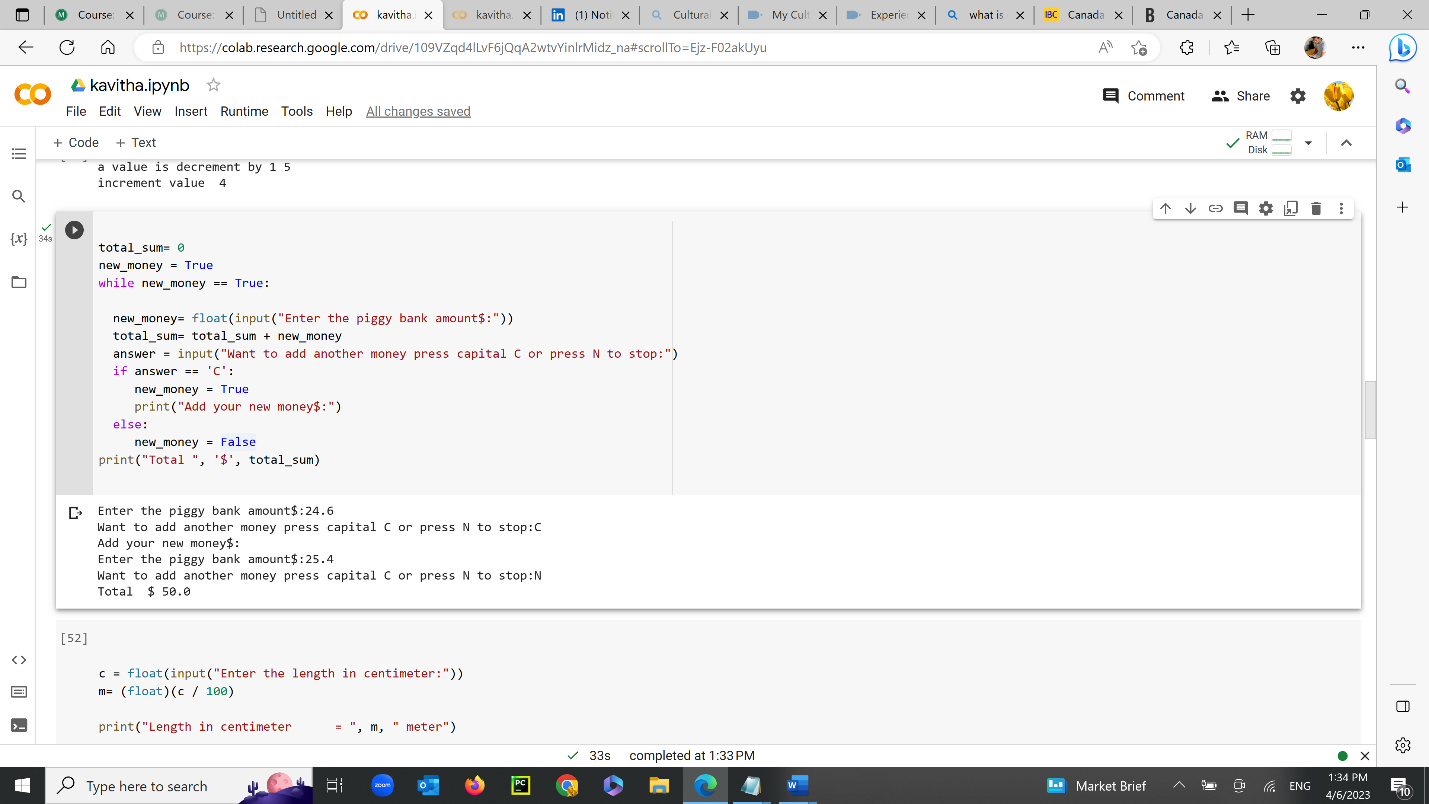 Course:
Course:
Untitled
kavitha.i
kavitha.
(1) Noti
Cultural
My Cult
Experie
what is
IBC Canada
B Canada
https://colab.research.google.com/drive/109VZqd4lLvF6jQqA2wtvYinlrMidz_na#scrollTo=Ejz-F02akUyu
kavitha.ipynb
Comment
Share
File Edit View Insert Runtime Tools Help All changes saved
+ Code + Text
RAM
Disk
a value is decrement by 1 5
increment value 4
34s
{x}
total_sum= 0
new_money = True
while new_money == True:
new_money= float(input("Enter the piggy bank amount$:"))
total_sum= total_sum + new_money
answer = input("Want to add another money press capital C or press N to stop:")
if answer == 'C':
new_money = True
print("Add your new money$:")
else:
new_money = False
print("Total ", '$', total_sum)
Enter the piggy bank amount$:24.6
Want to add another money press capital C or press N to stop:C
Add your new money$:
Enter the piggy bank amount$:25.4
Want to add another money press capital C or press N to stop:N
Total $ 50.0
[52]
c = float(input("Enter the length in centimeter:"))
m= (float)(c / 100)
print("Length in centimeter = ", m, " meter")
33s completed at 1:33 PM
Type here to search
zoom
PC
Market Brief
ENG
1:34 PM
4/6/2023
10